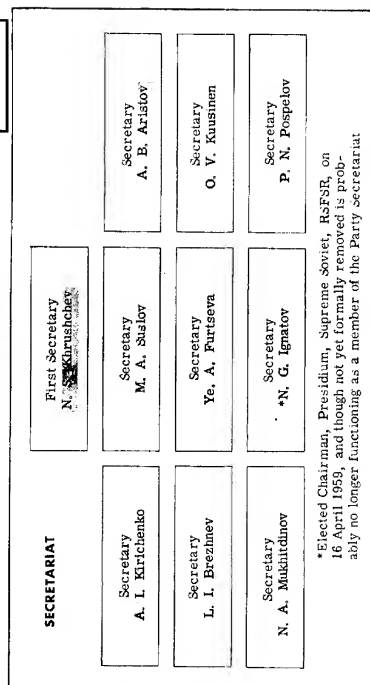 SECRETARIAT
First Secretary
N. S. Khrushchev
Secretary
A. I. Kirichenko
Secretary
M. A. Suslov
Secretary
A. B. Aristov
Secretary
L. I. Brezhnev
Secretary
Ye. A. Furtseva
Secretary
O. V. Kuusinen
Secretary
N. A. Mukhitdinov
Secretary
*N. G. Ignatov
Secretary
P. N. Pospelov
*Elected Chairman, Presidium, Supreme Soviet, RSFSR, on
16 April 1959, and though not yet formally removed is prob-
ably no longer functioning as a member of the Party Secretariat